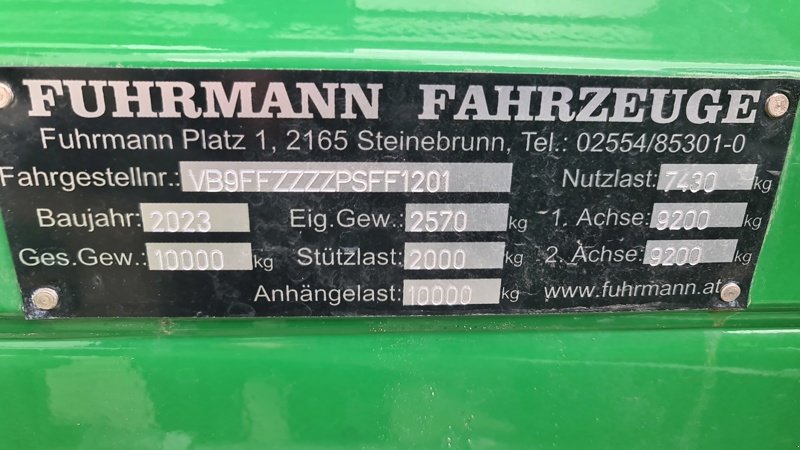 FUHRMANN FAHRZEUGE
Fuhrmann Platz 1, 2165 Steinebrunn, Tel.: 02554/85301-0
Fahrgestellnr.: VB9FFZZZZPSFF1201 Nutzlast: 7430 kg
Baujahr: 2023 Eig.Gew.: 2570 kg 1. Achse: 9200 kg
Ges.Gew.: 10000 kg Stützlast: 2000 kg 2. Achse: 9200 kg
Anhängelast: 10000 kg www.fuhrmann.at